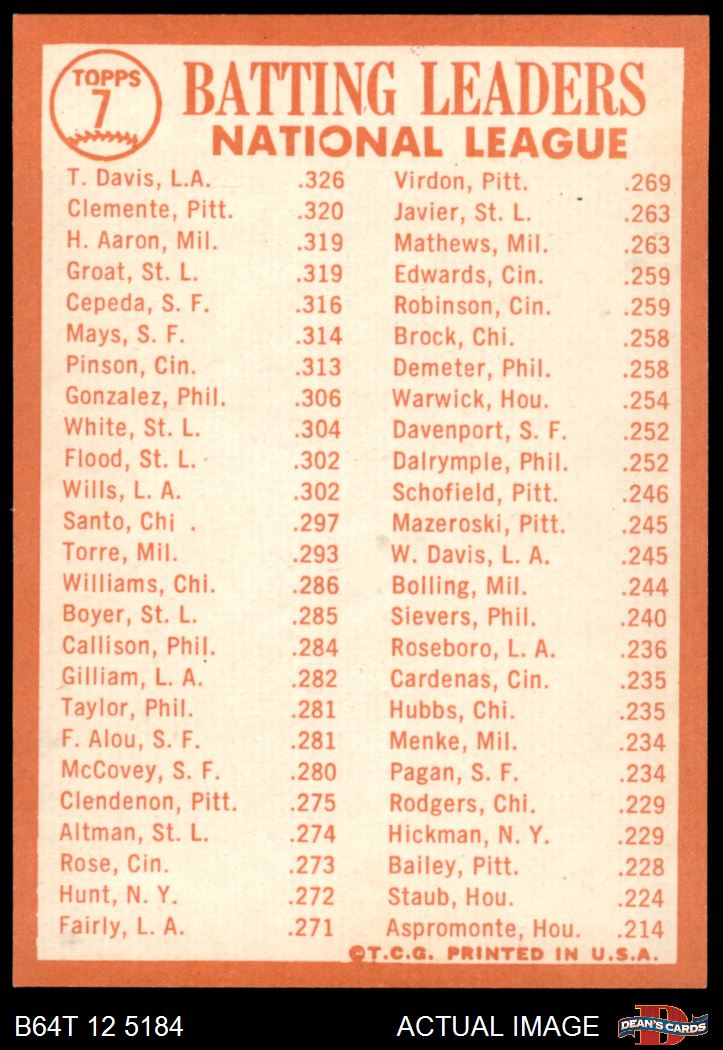 TOPPS
7
BATTING LEADERS
NATIONAL LEAGUE
T. Davis, L.A. .326
Clemente, Pitt. .320
H. Aaron, Mil. .319
Groat, St. L. .319
Cepeda, S. F. .316
Mays, S. F. .314
Pinson, Cin. .313
Gonzalez, Phil. .306
White, St. L. .304
Flood, St. L. .302
Wills, L. A. .302
Santo, Chi . .297
Torre, Mil. .293
Williams, Chi. .286
Boyer, St. L. .285
Callison, Phil. .284
Gilliam, L. A. .282
Taylor, Phil. .281
F. Alou, S. F. .281
McCovey, S. F. .280
Clendenon, Pitt. .275
Altman, St. L. .274
Rose, Cin. .273
Hunt, N. Y. .272
Fairly, L. A. .271
Virdon, Pitt. .269
Javier, St. L. .263
Mathews, Mil. .263
Edwards, Cin. .259
Robinson, Cin. .259
Brock, Chi. .258
Demeter, Phil. .258
Warwick, Hou. .254
Davenport, S. F. .252
Dalrymple, Phil. .252
Schofield, Pitt. .246
Mazeroski, Pitt. .245
W. Davis, L. A. .245
Bolling, Mil. .244
Sievers, Phil. .240
Roseboro, L. A. .236
Cardenas, Cin. .235
Hubbs, Chi. .235
Menke, Mil. .234
Pagan, S. F. .234
Rodgers, Chi. .229
Hickman, N. Y. .229
Bailey, Pitt. .228
Staub, Hou. .224
Aspromonte, Hou. .214
©T.C.G. PRINTED IN U.S.A.
B64T 12 5184 ACTUAL IMAGE
D
DEAN'S CARDS